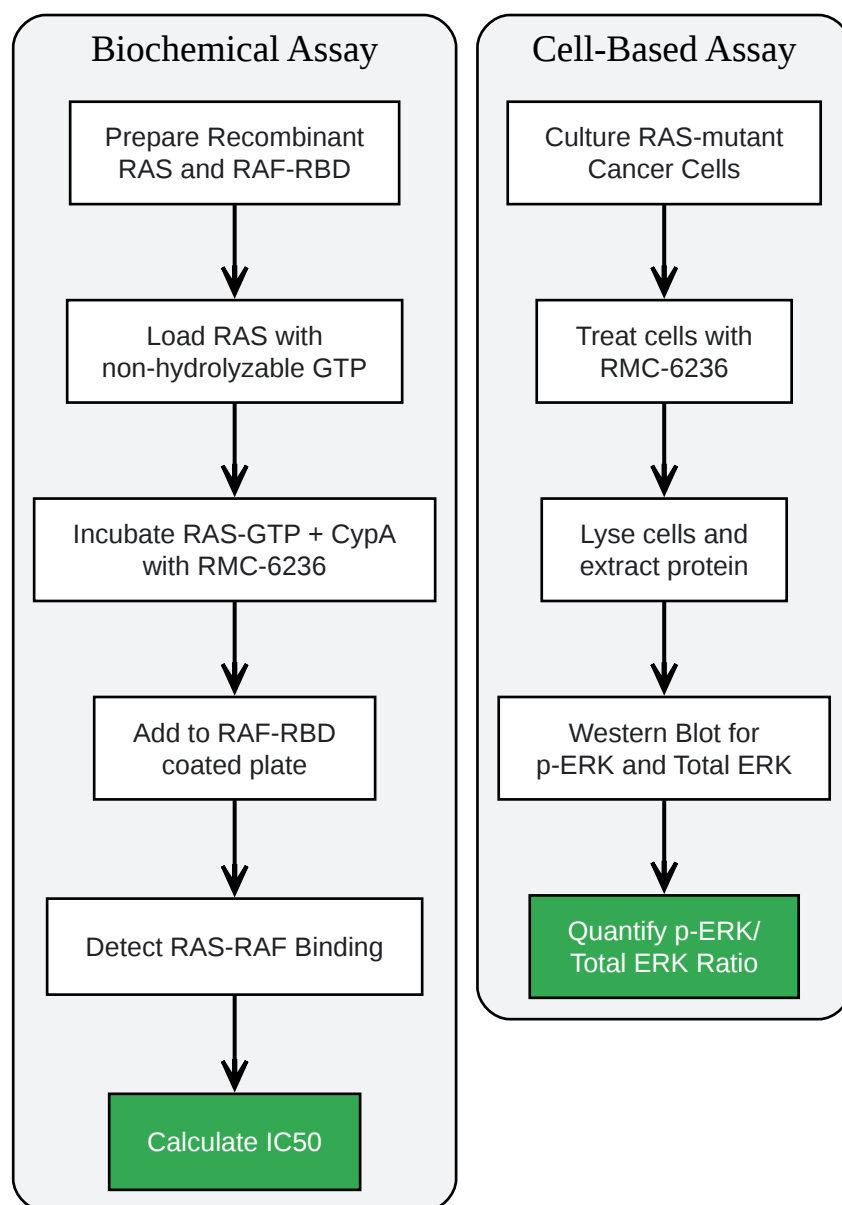 Biochemical Assay
Prepare Recombinant
RAS and RAF-RBD
Load RAS with
non-hydrolyzable GTP
Incubate RAS-GTP + CypA
with RMC-6236
Add to RAF-RBD
coated plate
Detect RAS-RAF Binding
Calculate IC50
Cell-Based Assay
Culture RAS-mutant
Cancer Cells
Treat cells with
RMC-6236
Lyse cells and
extract protein
Western Blot for
p-ERK and Total ERK
Quantify p-ERK/
Total ERK Ratio